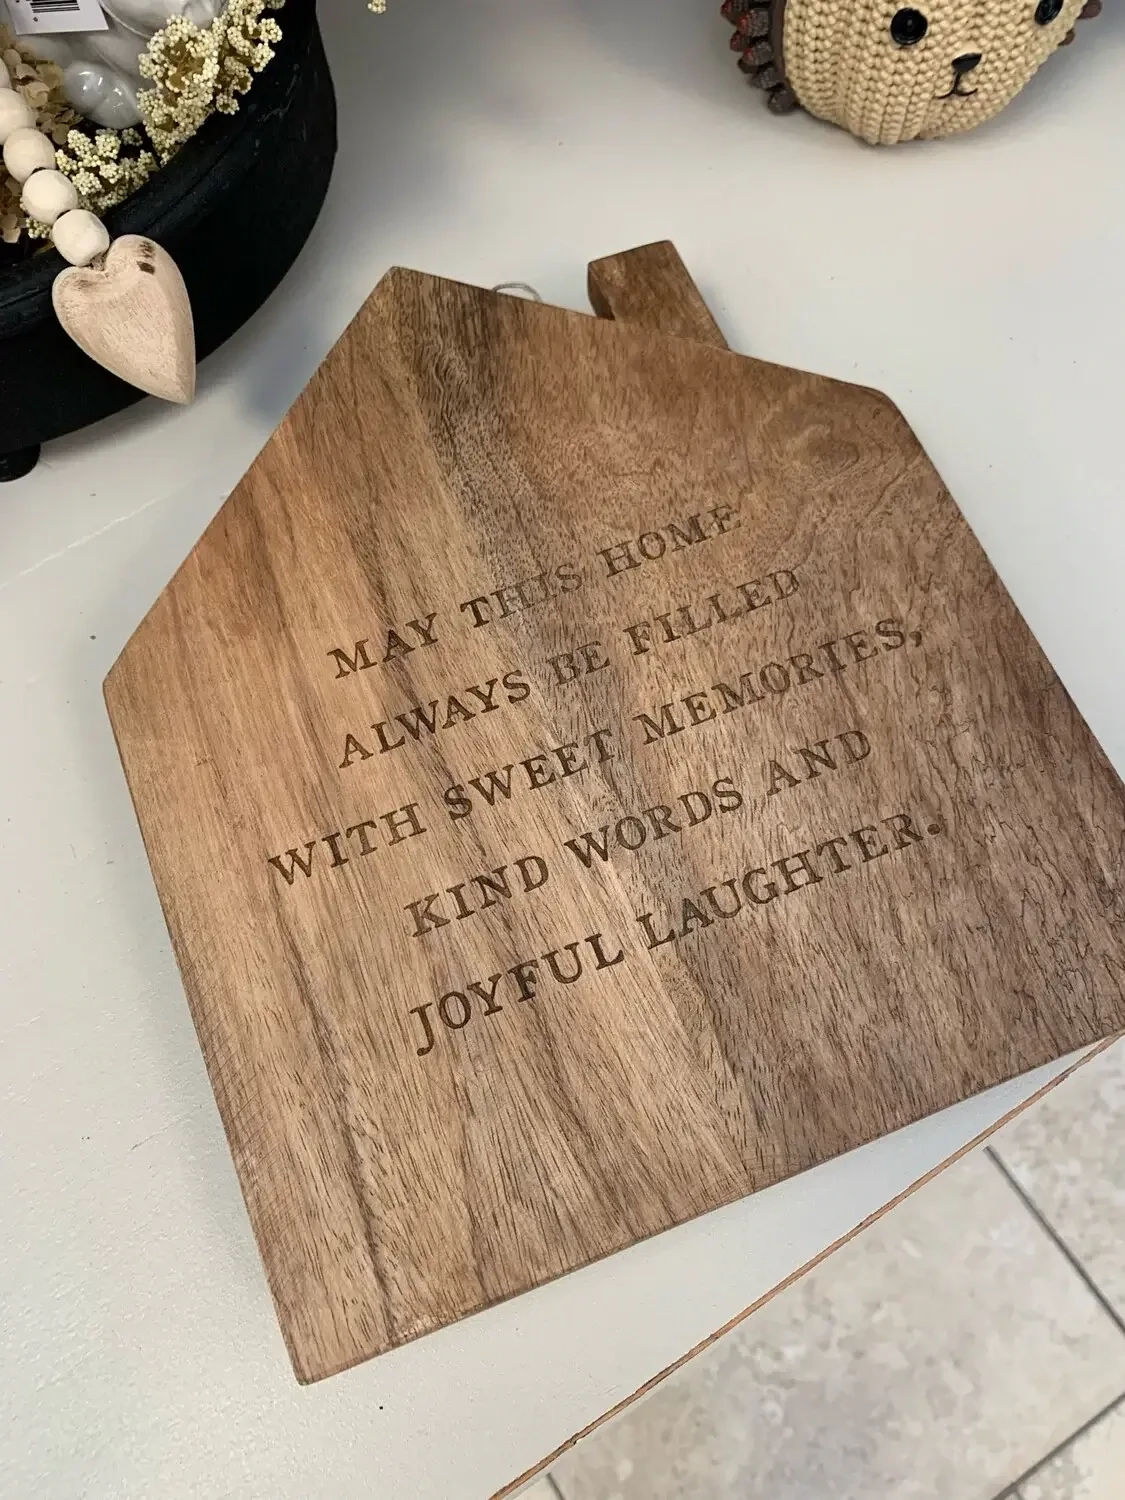 MAY THIS HOME
ALWAYS BE FILLED
WITH SWEET MEMORIES,
KIND WORDS AND
JOYFUL LAUGHTER.